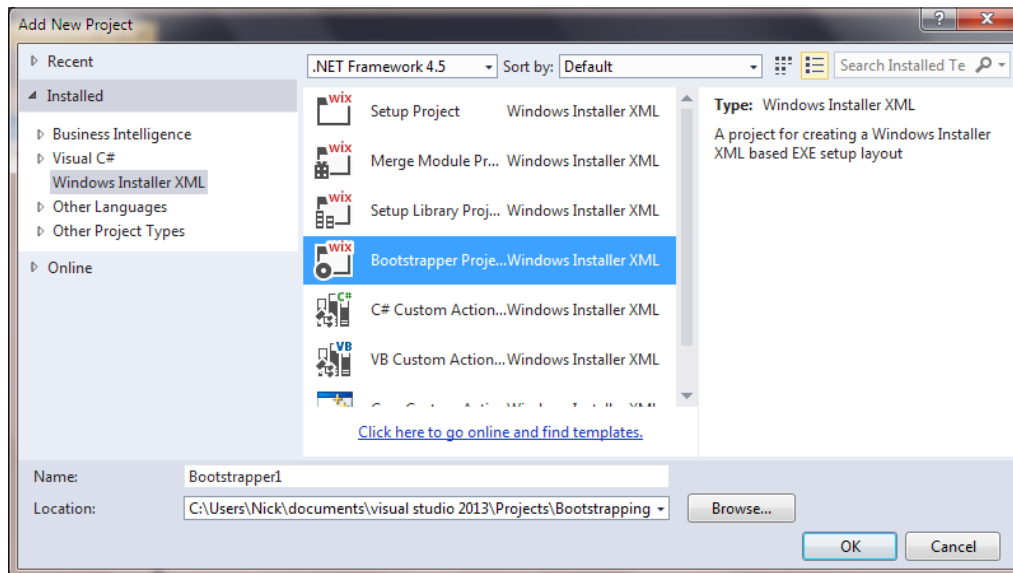 Add New Project
?
x
Recent
.NET Framework 4.5
Sort by:
Default
Search Installed Te
Installed
Business Intelligence
Visual C#
Windows Installer XML
Other Languages
Other Project Types
Online
wix
Setup Project
Windows Installer XML
wix
Merge Module Pr...
Windows Installer XML
wix
Setup Library Proj...
Windows Installer XML
wix
Bootstrapper Proje...
Windows Installer XML
C#
C# Custom Action...
Windows Installer XML
VB
VB Custom Action...
Windows Installer XML
Click here to go online and find templates.
Type: Windows Installer XML
A project for creating a Windows Installer
XML based EXE setup layout
Name:
Bootstrapper1
Location:
C:\Users\Nick\documents\visual studio 2013\Projects\Bootstrapping
Browse...
OK
Cancel